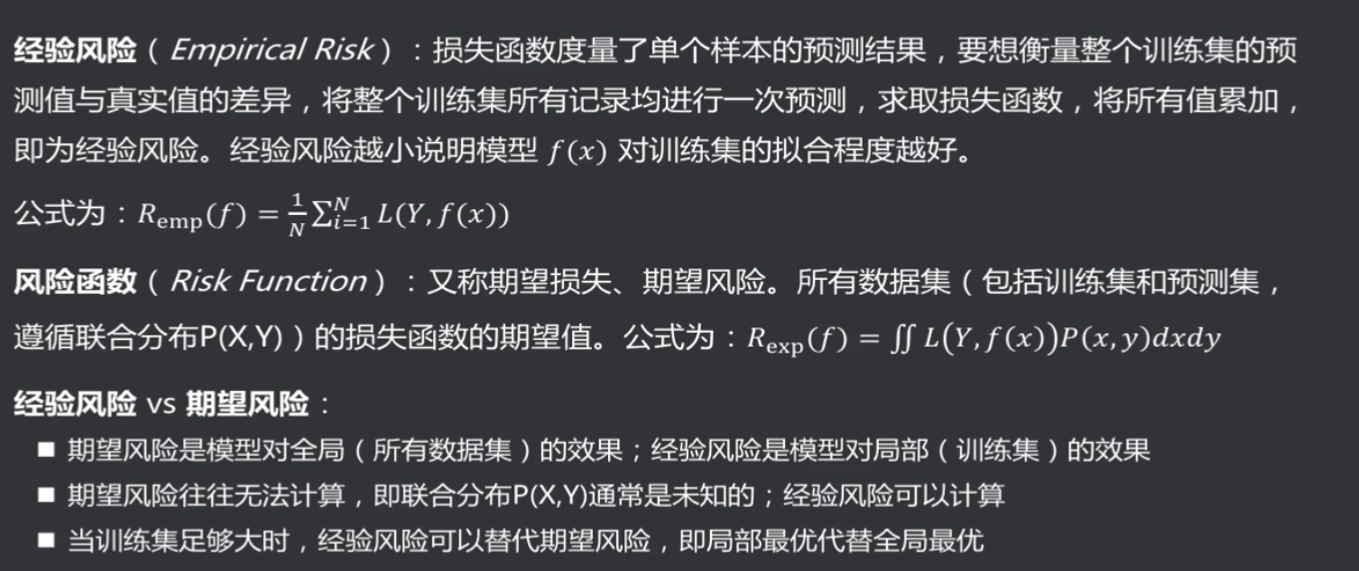 经验风险（Empirical Risk）：损失函数度量了单个样本的预测结果，要想衡量整个训练集的预
测值与真实值的差异，将整个训练集所有记录均进行一次预测，求取损失函数，将所有值累加，
即为经验风险。经验风险越小说明模型 f(x) 对训练集的拟合程度越好。
公式为：R_emp(f) = 1/N ∑_{i=1}^{N} L(Y, f(x))
风险函数（Risk Function）：又称期望损失、期望风险。所有数据集（包括训练集和预测集，
遵循联合分布P(X,Y)）的损失函数的期望值。公式为：R_exp(f) = ∬ L(Y, f(x))P(x, y)dxdy
经验风险 vs 期望风险：
■ 期望风险是模型对全局（所有数据集）的效果；经验风险是模型对局部（训练集）的效果
■ 期望风险往往无法计算，即联合分布P(X,Y)通常是未知的；经验风险可以计算
■ 当训练集足够大时，经验风险可以替代期望风险，即局部最优代替全局最优